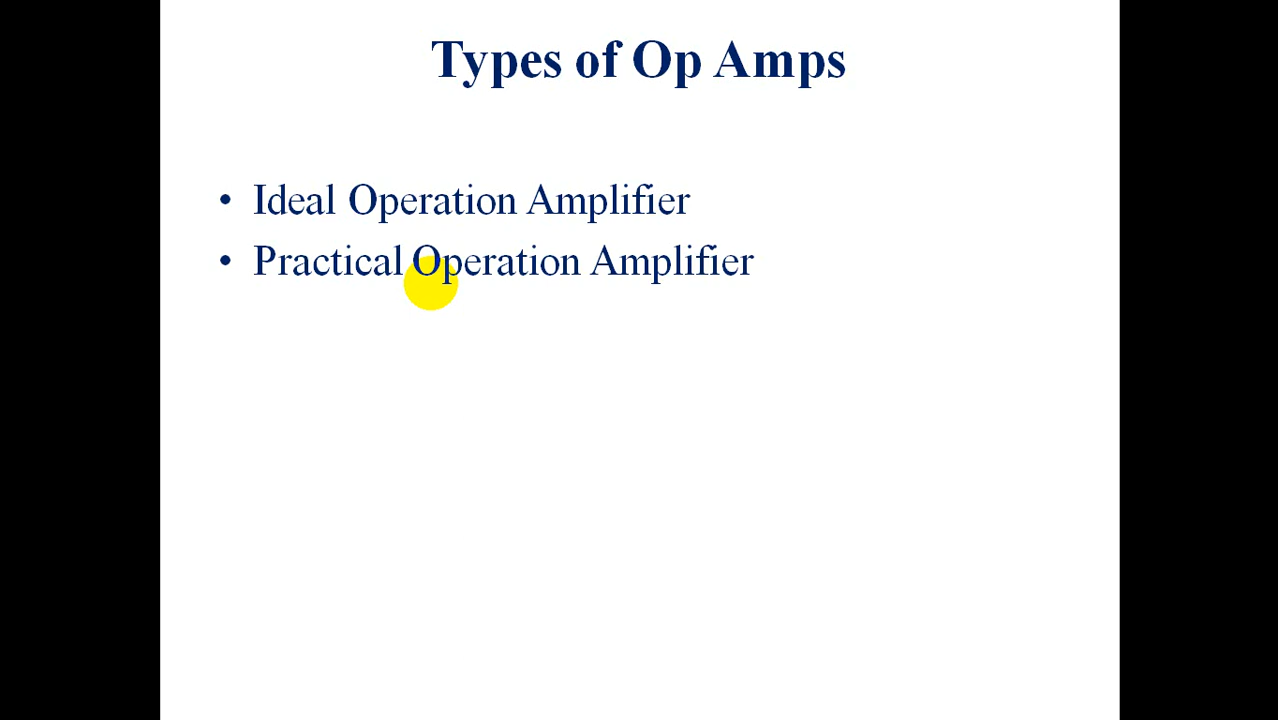 Types of Op Amps
• Ideal Operation Amplifier
• Practical Operation Amplifier